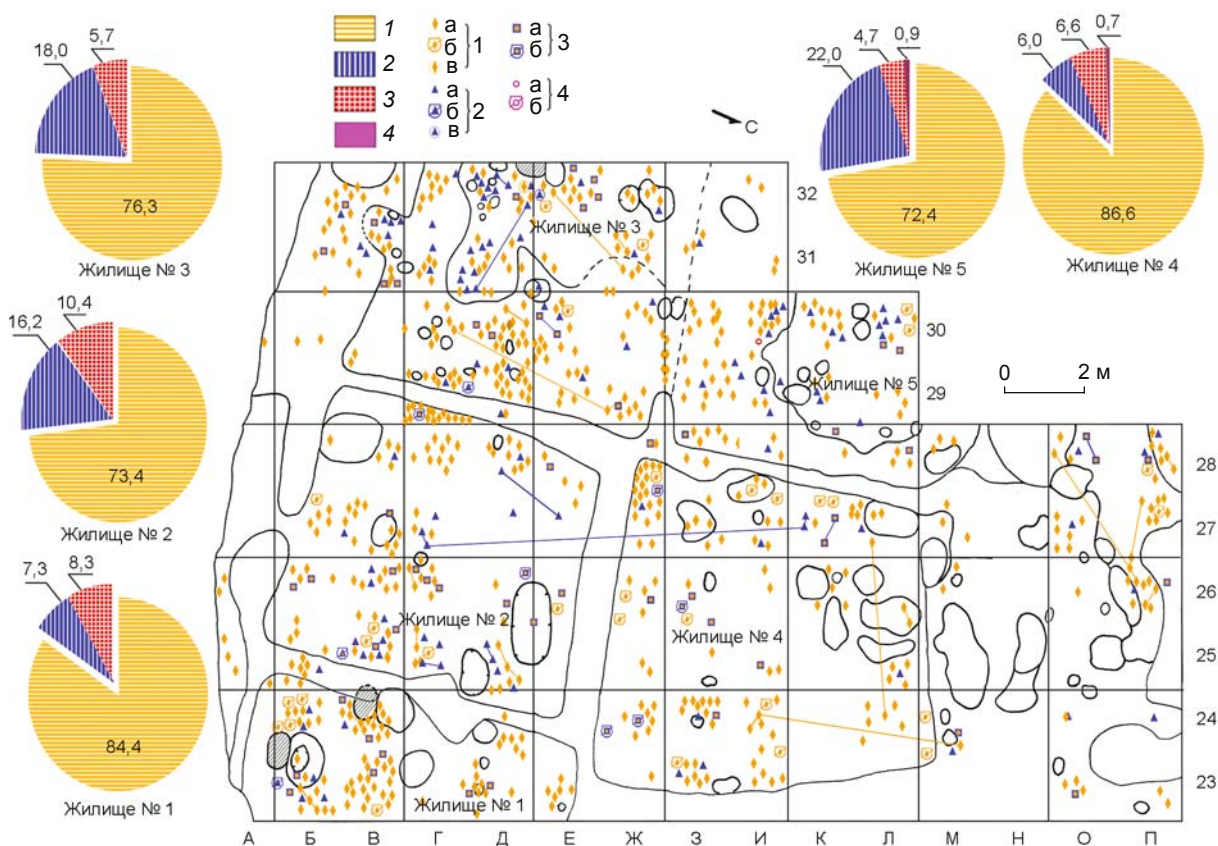 18,0
5,7
76,3
Жилище № 3
16,2
10,4
73,4
Жилище № 2
7,3
8,3
84,4
Жилище № 1
1
2
3
4
а
б 1
в
а
б 2
в
а 3
б
а 4
б
С
22,0
4,7
0,9
72,4
Жилище № 5
6,0
6,6
0,7
86,6
Жилище № 4
0 2 м
Жилище № 3
Жилище № 5
Жилище № 2
Жилище № 4
Жилище № 1
32
31
30
29
28
27
26
25
24
23
А Б В Г Д Е Ж З И К Л М Н О П